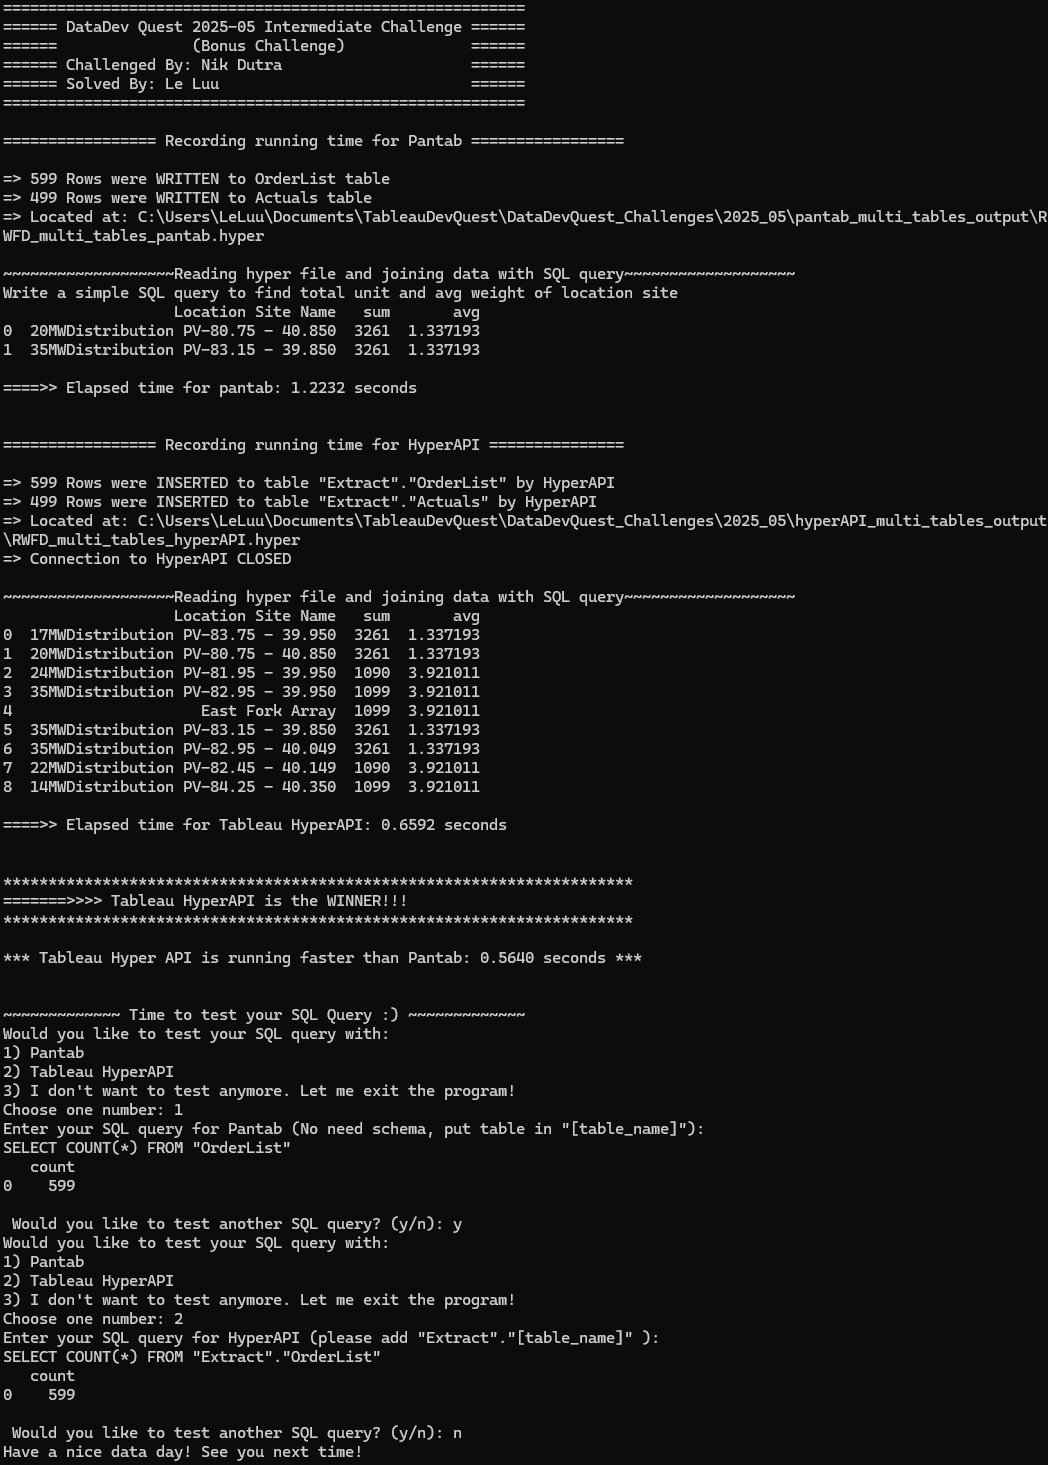 ==========================================================
====== DataDev Quest 2025-05 Intermediate Challenge ======
======               (Bonus Challenge)              ======
====== Challenged By: Nik Dutra                     ======
====== Solved By: Le Luu                            ======
==========================================================
================= Recording running time for Pantab =================
=> 599 Rows were WRITTEN to OrderList table
=> 499 Rows were WRITTEN to Actuals table
=> Located at: C:\Users\LeLuu\Documents\TableauDevQuest\DataDevQuest_Challenges\2025_05\pantab_multi_tables_output\R
WFD_multi_tables_pantab.hyper
~~~~~~~~~~~~~~~~~~~Reading hyper file and joining data with SQL query~~~~~~~~~~~~~~~~~~~
Write a simple SQL query to find total unit and avg weight of location site
                   Location Site Name   sum       avg
0  20MWDistribution PV-80.75 - 40.850  3261  1.337193
1  35MWDistribution PV-83.15 - 39.850  3261  1.337193
====>> Elapsed time for pantab: 1.2232 seconds
================= Recording running time for HyperAPI ===============
=> 599 Rows were INSERTED to table "Extract"."OrderList" by HyperAPI
=> 499 Rows were INSERTED to table "Extract"."Actuals" by HyperAPI
=> Located at: C:\Users\LeLuu\Documents\TableauDevQuest\DataDevQuest_Challenges\2025_05\hyperAPI_multi_tables_output
\RWFD_multi_tables_hyperAPI.hyper
=> Connection to HyperAPI CLOSED
~~~~~~~~~~~~~~~~~~~Reading hyper file and joining data with SQL query~~~~~~~~~~~~~~~~~~~
                   Location Site Name   sum       avg
0  17MWDistribution PV-83.75 - 39.950  3261  1.337193
1  20MWDistribution PV-80.75 - 40.850  3261  1.337193
2  24MWDistribution PV-81.95 - 39.950  1090  3.921011
3  35MWDistribution PV-82.95 - 39.950  1099  3.921011
4                     East Fork Array  1099  3.921011
5  35MWDistribution PV-83.15 - 39.850  3261  1.337193
6  35MWDistribution PV-82.95 - 40.049  3261  1.337193
7  22MWDistribution PV-82.45 - 40.149  1090  3.921011
8  14MWDistribution PV-84.25 - 40.350  1099  3.921011
====>> Elapsed time for Tableau HyperAPI: 0.6592 seconds
**********************************************************************
=======>>>> Tableau HyperAPI is the WINNER!!!
**********************************************************************
*** Tableau Hyper API is running faster than Pantab: 0.5640 seconds ***
~~~~~~~~~~~~~ Time to test your SQL Query :) ~~~~~~~~~~~~~
Would you like to test your SQL query with:
1) Pantab
2) Tableau HyperAPI
3) I don't want to test anymore. Let me exit the program!
Choose one number: 1
Enter your SQL query for Pantab (No need schema, put table in "[table_name]"):
SELECT COUNT(*) FROM "OrderList"
   count
0    599
 Would you like to test another SQL query? (y/n): y
Would you like to test your SQL query with:
1) Pantab
2) Tableau HyperAPI
3) I don't want to test anymore. Let me exit the program!
Choose one number: 2
Enter your SQL query for HyperAPI (please add "Extract"."[table_name]" ):
SELECT COUNT(*) FROM "Extract"."OrderList"
   count
0    599
 Would you like to test another SQL query? (y/n): n
Have a nice data day! See you next time!